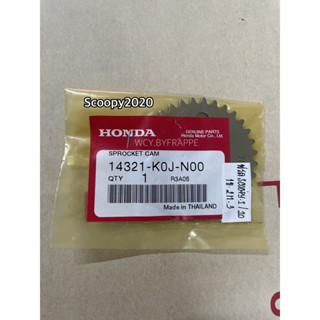 Scoopy2020
HONDA
GENUINE PARTS
Honda Motor Co., Ltd.
WCY.BYFRAPPE
SPROCKET CAM
14321-K0J-N00
QTY 1 R3A06
Made in THAILAND